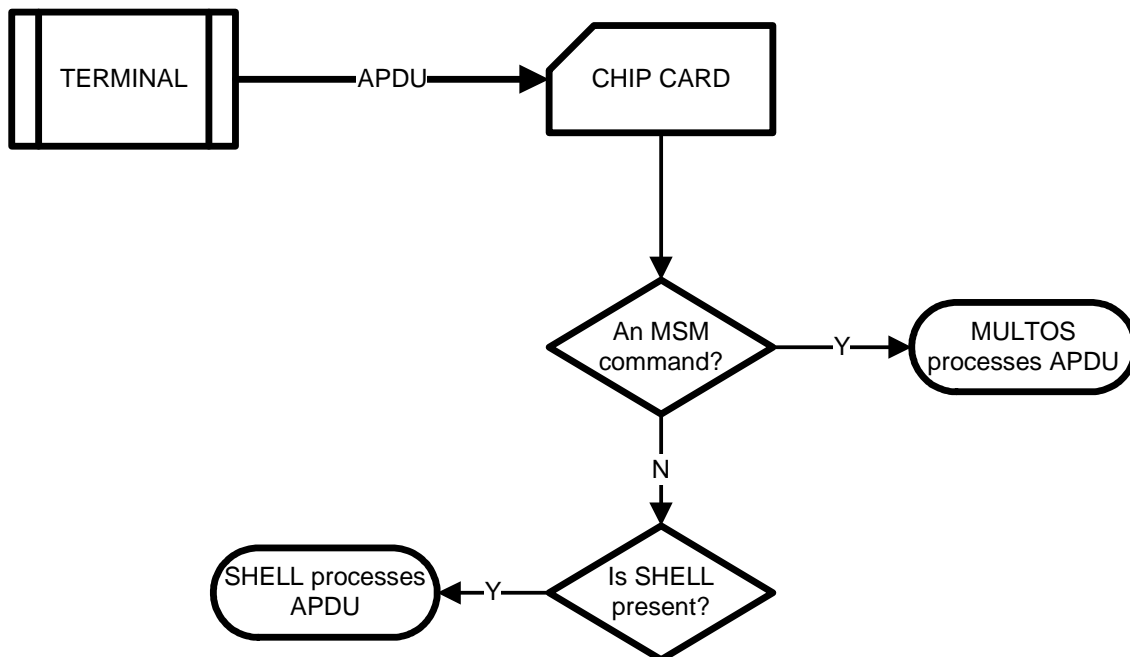 TERMINAL
APDU
CHIP CARD
An MSM
command?
Y
MULTOS
processes APDU
N
SHELL processes
APDU
Y
Is SHELL
present?